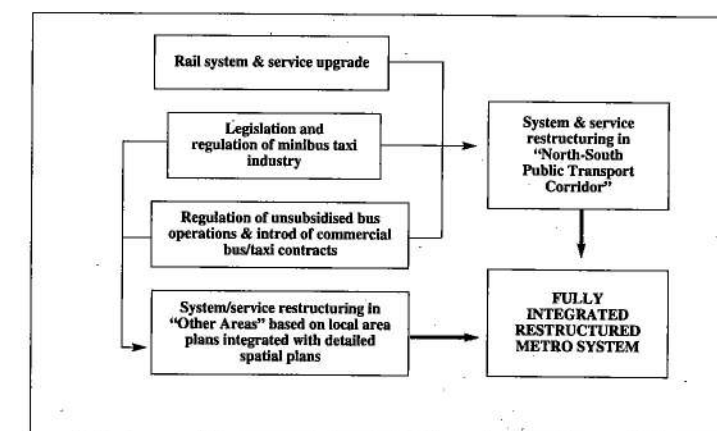 Rail system & service upgrade
Legislation and
regulation of minibus taxi
industry
Regulation of unsubsidised bus
operations & introd of commercial
bus/taxi contracts
System/service restructuring in
“Other Areas” based on local area
plans integrated with detailed
spatial plans
System & service
restructuring in
“North-South
Public Transport
Corridor”
FULLY
INTEGRATED
RESTRUCTURED
METRO SYSTEM